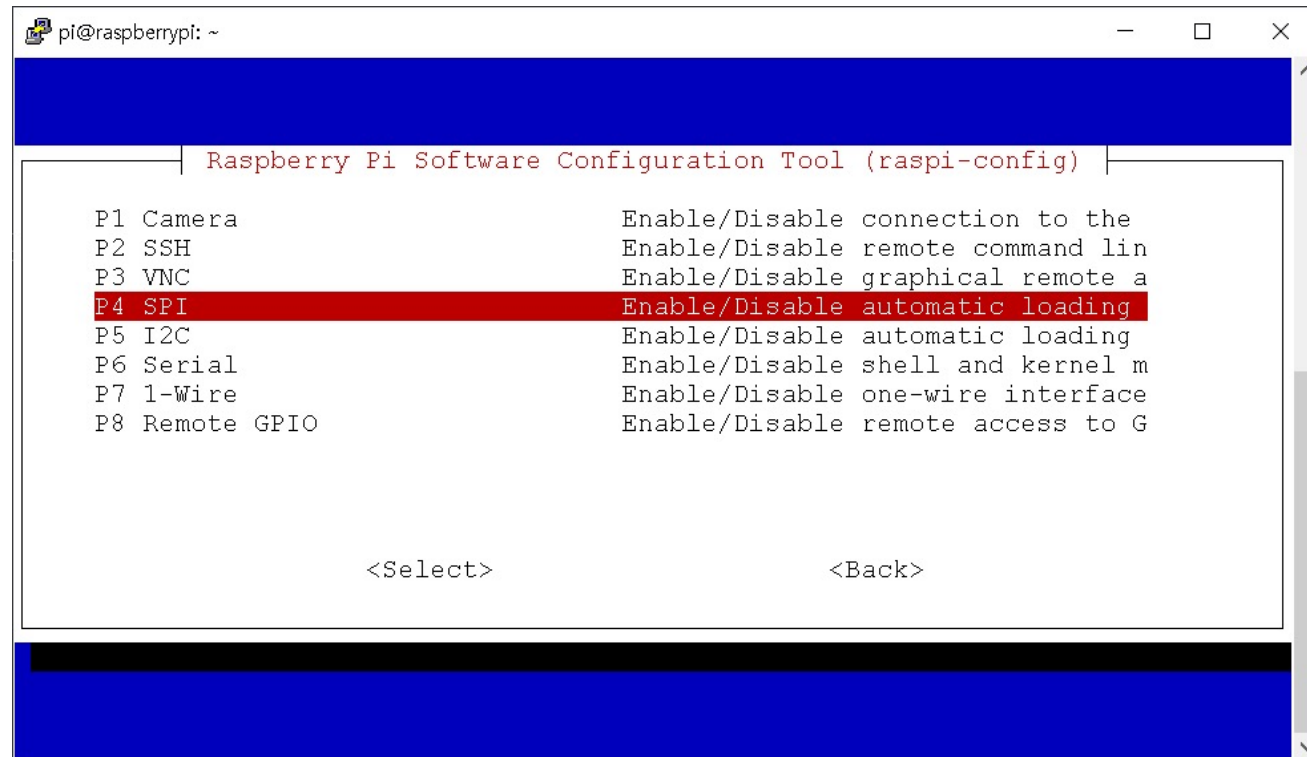 pi@raspberrypi: ~
Raspberry Pi Software Configuration Tool (raspi-config)
P1 Camera Enable/Disable connection to the
P2 SSH Enable/Disable remote command lin
P3 VNC Enable/Disable graphical remote a
P4 SPI Enable/Disable automatic loading
P5 I2C Enable/Disable automatic loading
P6 Serial Enable/Disable shell and kernel m
P7 1-Wire Enable/Disable one-wire interface
P8 Remote GPIO Enable/Disable remote access to G
<Select> <Back>